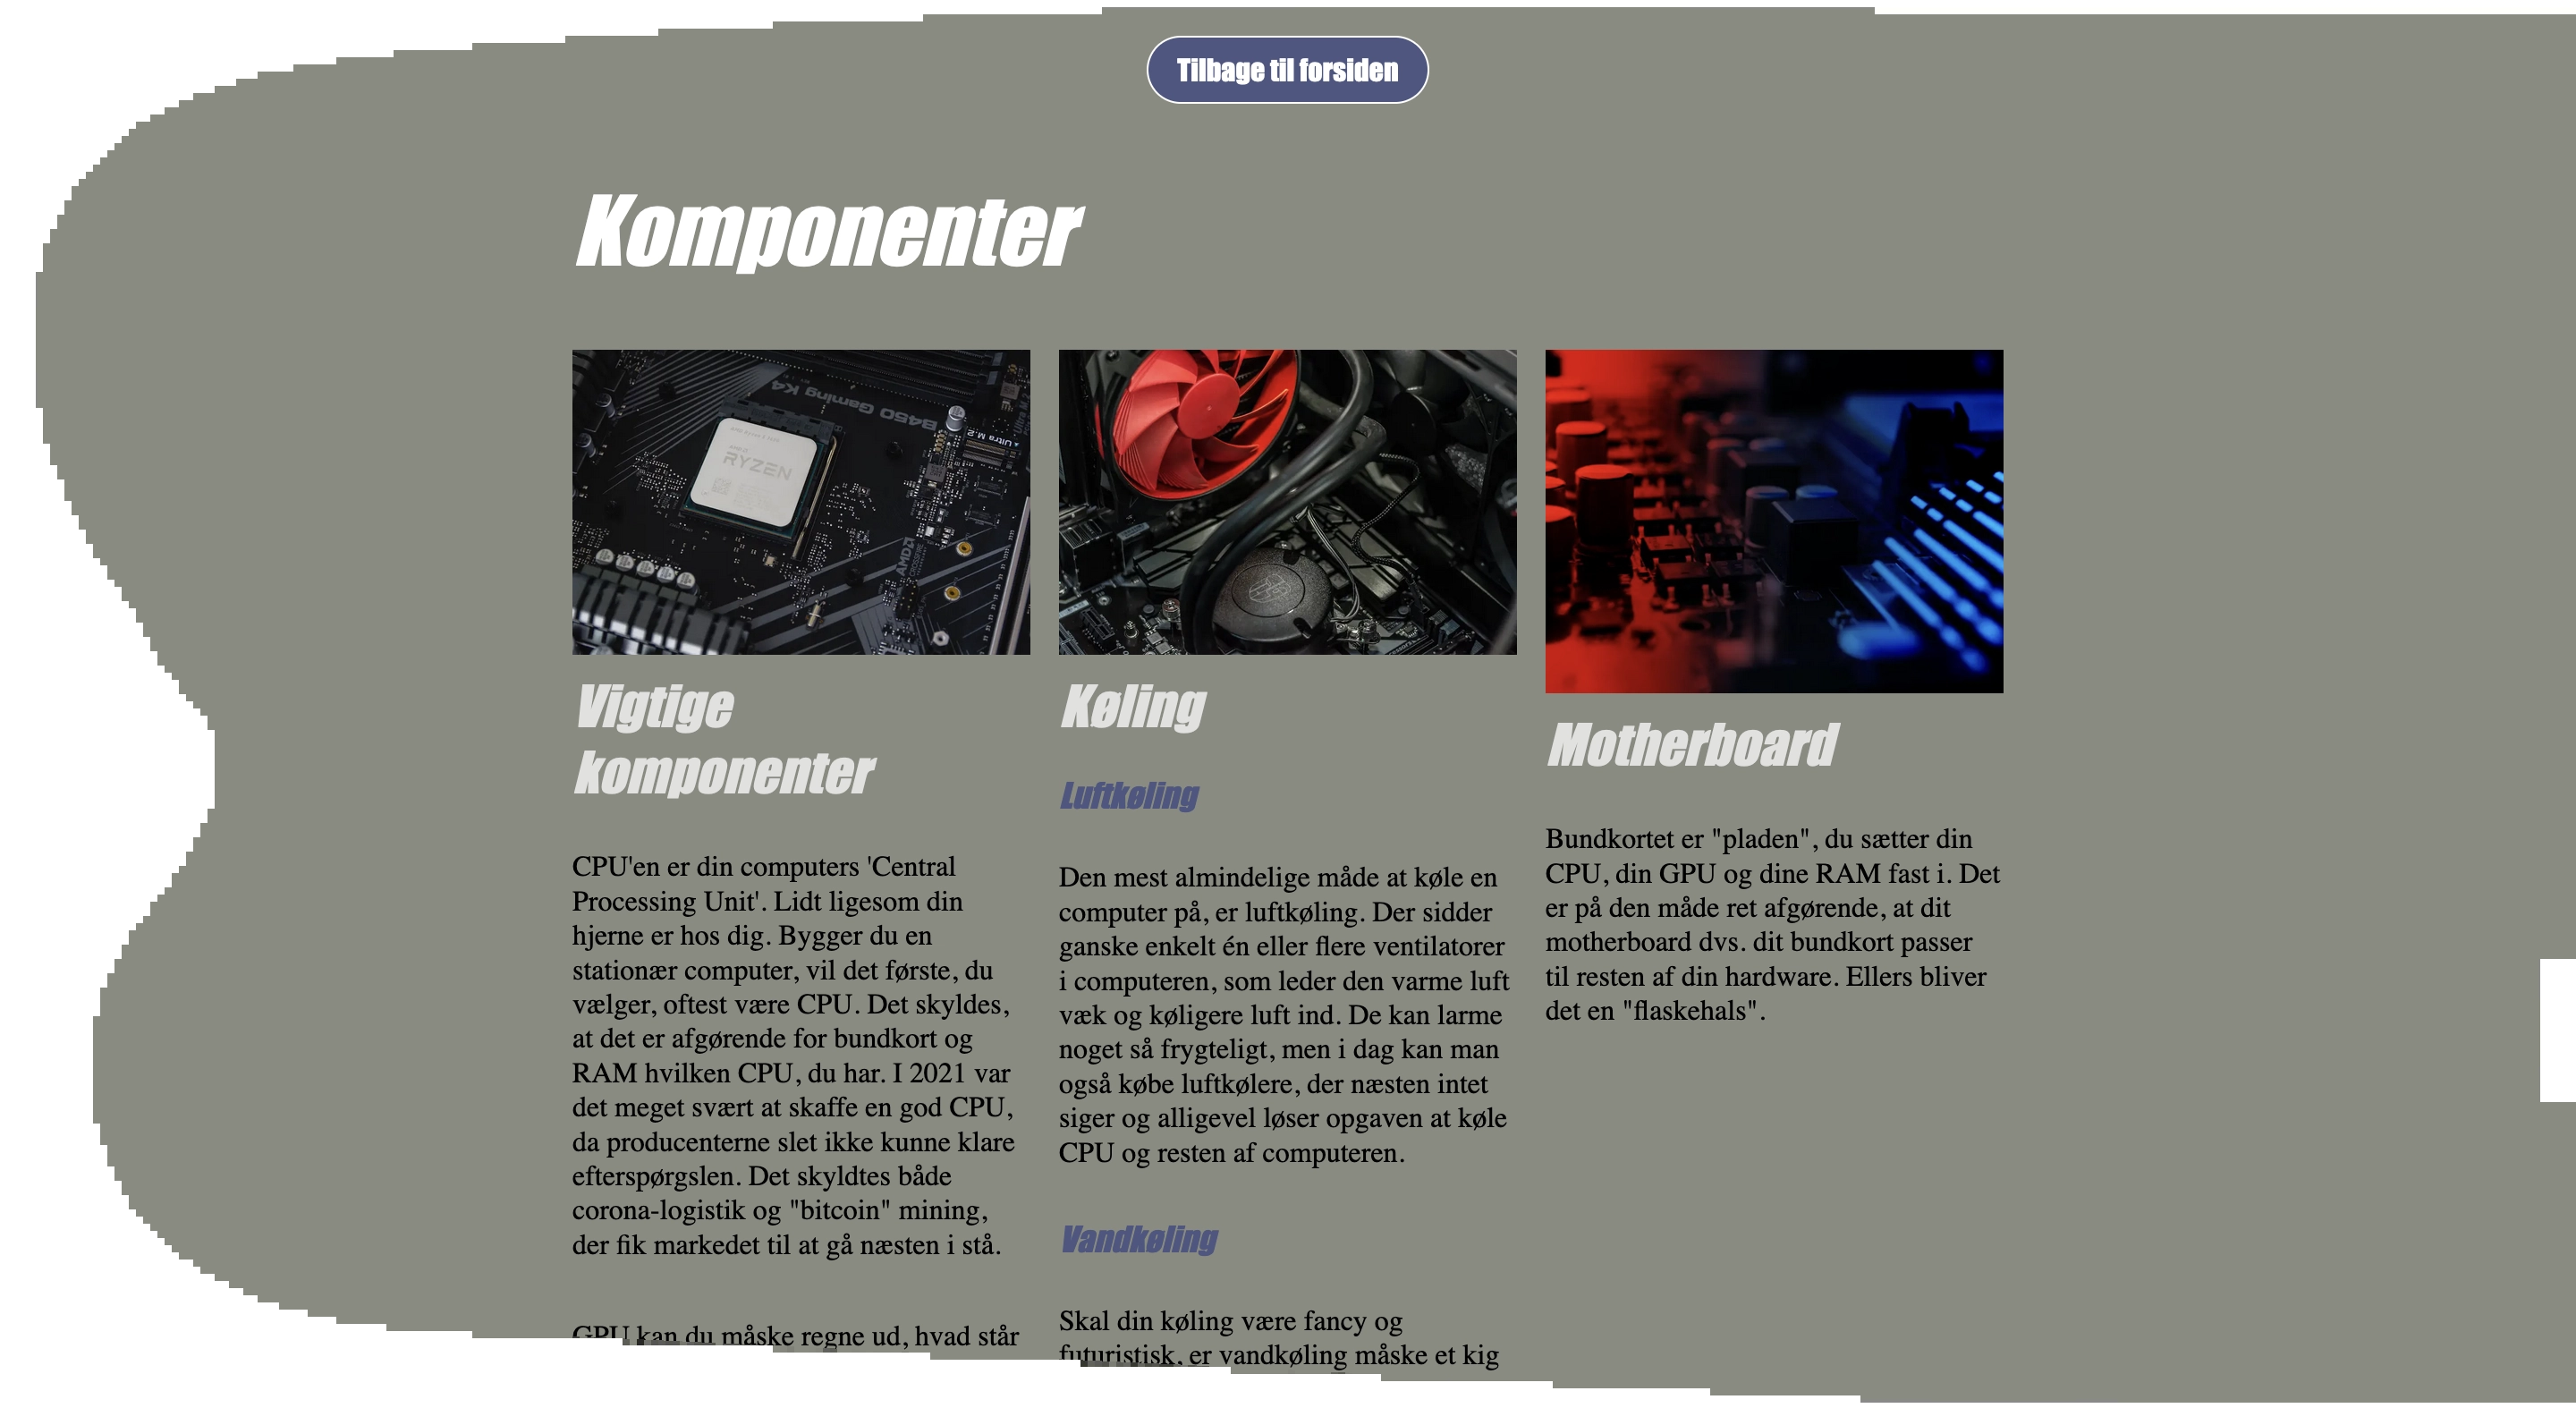 Tilbage til forsiden
Komponenter
B450 Gaming K4
Ultra M.2
RYZEN
AMD
Vigtige
komponenter
CPU'en er din computers 'Central
Processing Unit'. Lidt ligesom din
hjerne er hos dig. Bygger du en
stationær computer, vil det første, du
vælger, oftest være CPU. Det skyldes,
at det er afgørende for bundkort og
RAM hvilken CPU, du har. I 2021 var
det meget svært at skaffe en god CPU,
da producenterne slet ikke kunne klare
efterspørgslen. Det skyldtes både
corona-logistik og "bitcoin" mining,
der fik markedet til at gå næsten i stå.
GPU kan du måske regne ud, hvad står
Køling
Luftkøling
Den mest almindelige måde at køle en
computer på, er luftkøling. Der sidder
ganske enkelt én eller flere ventilatorer
i computeren, som leder den varme luft
væk og køligere luft ind. De kan larme
noget så frygteligt, men i dag kan man
også købe luftkølere, der næsten intet
siger og alligevel løser opgaven at køle
CPU og resten af computeren.
Vandkøling
Skal din køling være fancy og
futuristisk, er vandkøling måske et kig
Motherboard
Bundkortet er "pladen", du sætter din
CPU, din GPU og dine RAM fast i. Det
er på den måde ret afgørende, at dit
motherboard dvs. dit bundkort passer
til resten af din hardware. Ellers bliver
det en "flaskehals".